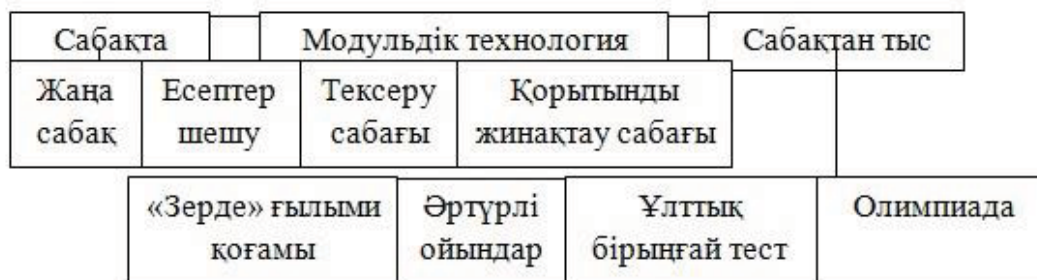 Сабақта Модульдік технология Сабақтан тыс
Жаңа сабақ
Есептер шешу
Тексеру сабағы
Қорытынды жинақтау сабағы
«Зерде» ғылыми қоғамы
Әртүрлі ойындар
Ұлттық бірыңғай тест
Олимпиада